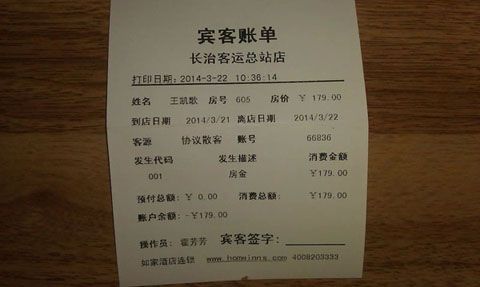 宾客账单
长治客运总站店
打印日期:2014-3-22 10:36:14
姓名 王凯歌 房号 605 房价 ¥ 179.00
到店日期 2014/3/21 离店日期 2014/3/22
客源 协议散客 账号 66836
发生代码 发生描述 消费金额
001 房金 ¥179.00
预付总额: ¥ 0.00 消费总额: ¥179.00
账户余额: -¥179.00
操作员: 霍芳芳 宾客签字:
如家酒店连锁 www.homeinns.com 4008203333